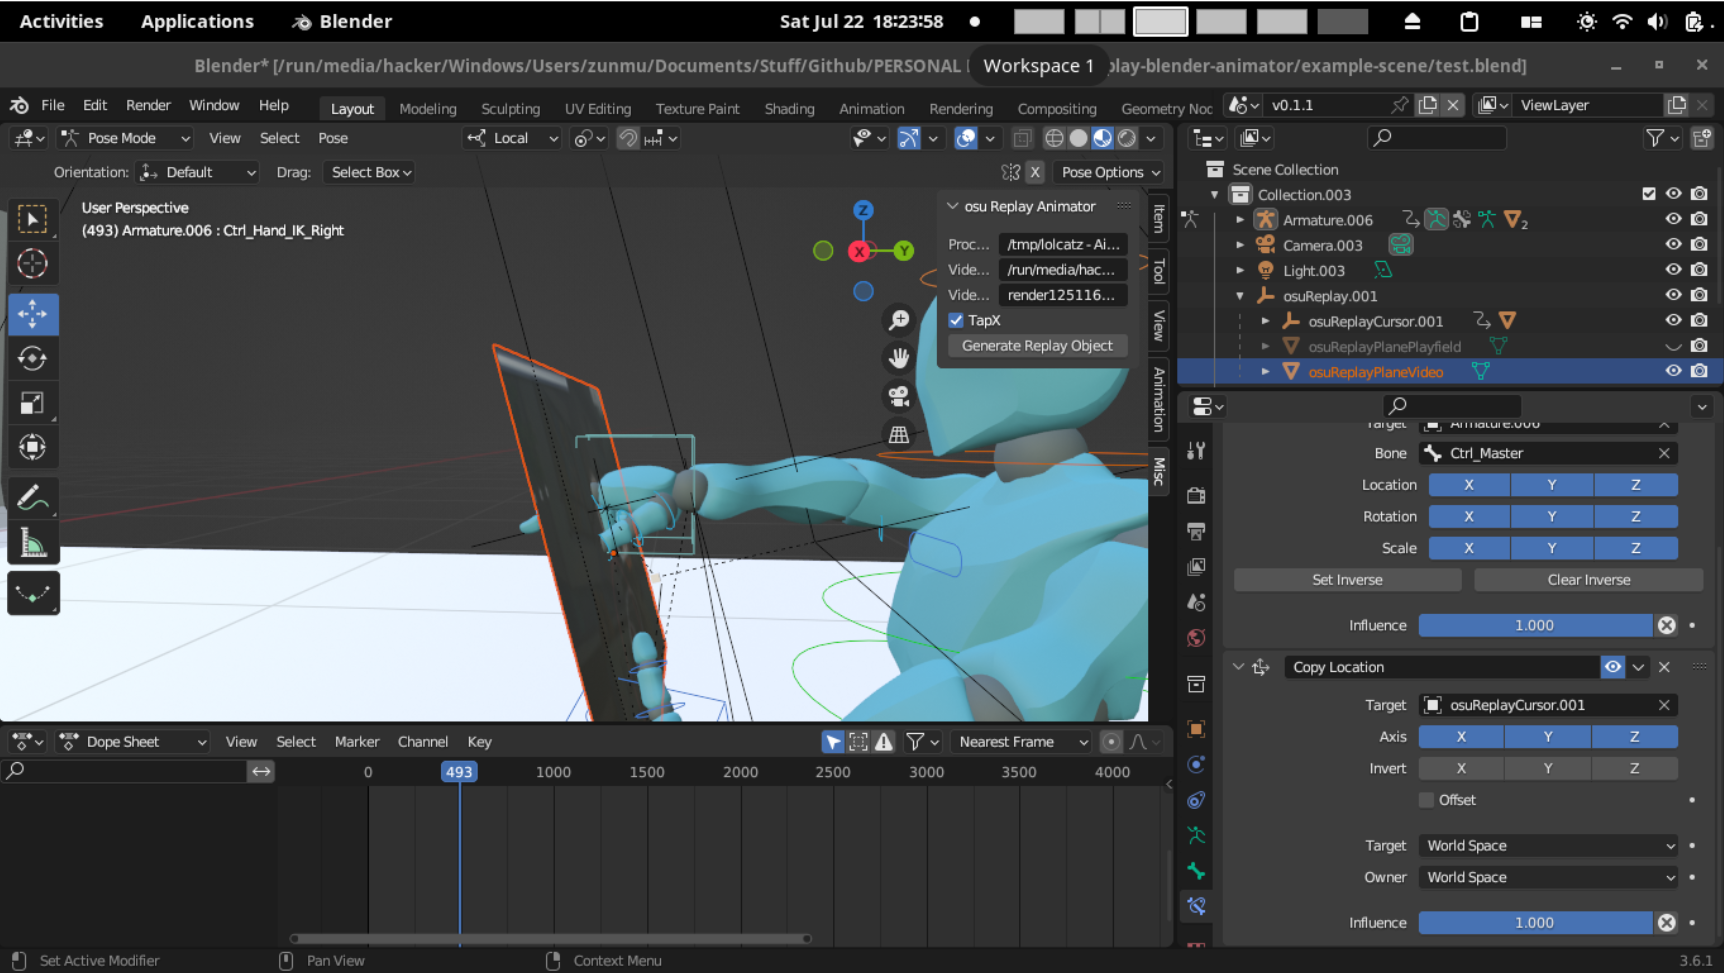 Activities Applications Blender Sat Jul 22 18:23:58
Blender* [/run/media/hacker/Windows/Users/zunmu/Documents/Stuff/Github/PERSONAL
Workspace 1
play-blender-animator/example-scene/test.blend]
File Edit Render Window Help Layout Modeling Sculpting UV Editing Texture Paint Shading Animation Rendering Compositing Geometry Noc v0.1.1 ViewLayer
Pose Mode View Select Pose Local
Orientation: Default Drag: Select Box X Pose Options
User Perspective
(493) Armature.006 : Ctrl_Hand_IK_Right
Z
X
Y
osu Replay Animator
Proc... /tmp/lolcatz - Ai...
Vide... /run/media/hac...
Vide... render125116...
TapX
Generate Replay Object
Item
Tool
View
Animation
Misc
Scene Collection
Collection.003
Armature.006 2
Camera.003
Light.003
osuReplay.001
osuReplayCursor.001
osuReplayPlanePlayfield
osuReplayPlaneVideo
Target Armature.006
Bone Ctrl_Master
Location X Y Z
Rotation X Y Z
Scale X Y Z
Set Inverse Clear Inverse
Influence 1.000
Copy Location
Target osuReplayCursor.001
Axis X Y Z
Invert X Y Z
Offset
Target World Space
Owner World Space
Influence 1.000
Dope Sheet View Select Marker Channel Key Nearest Frame
0 493 1000 1500 2000 2500 3000 3500 4000
Set Active Modifier Pan View Context Menu 3.6.1